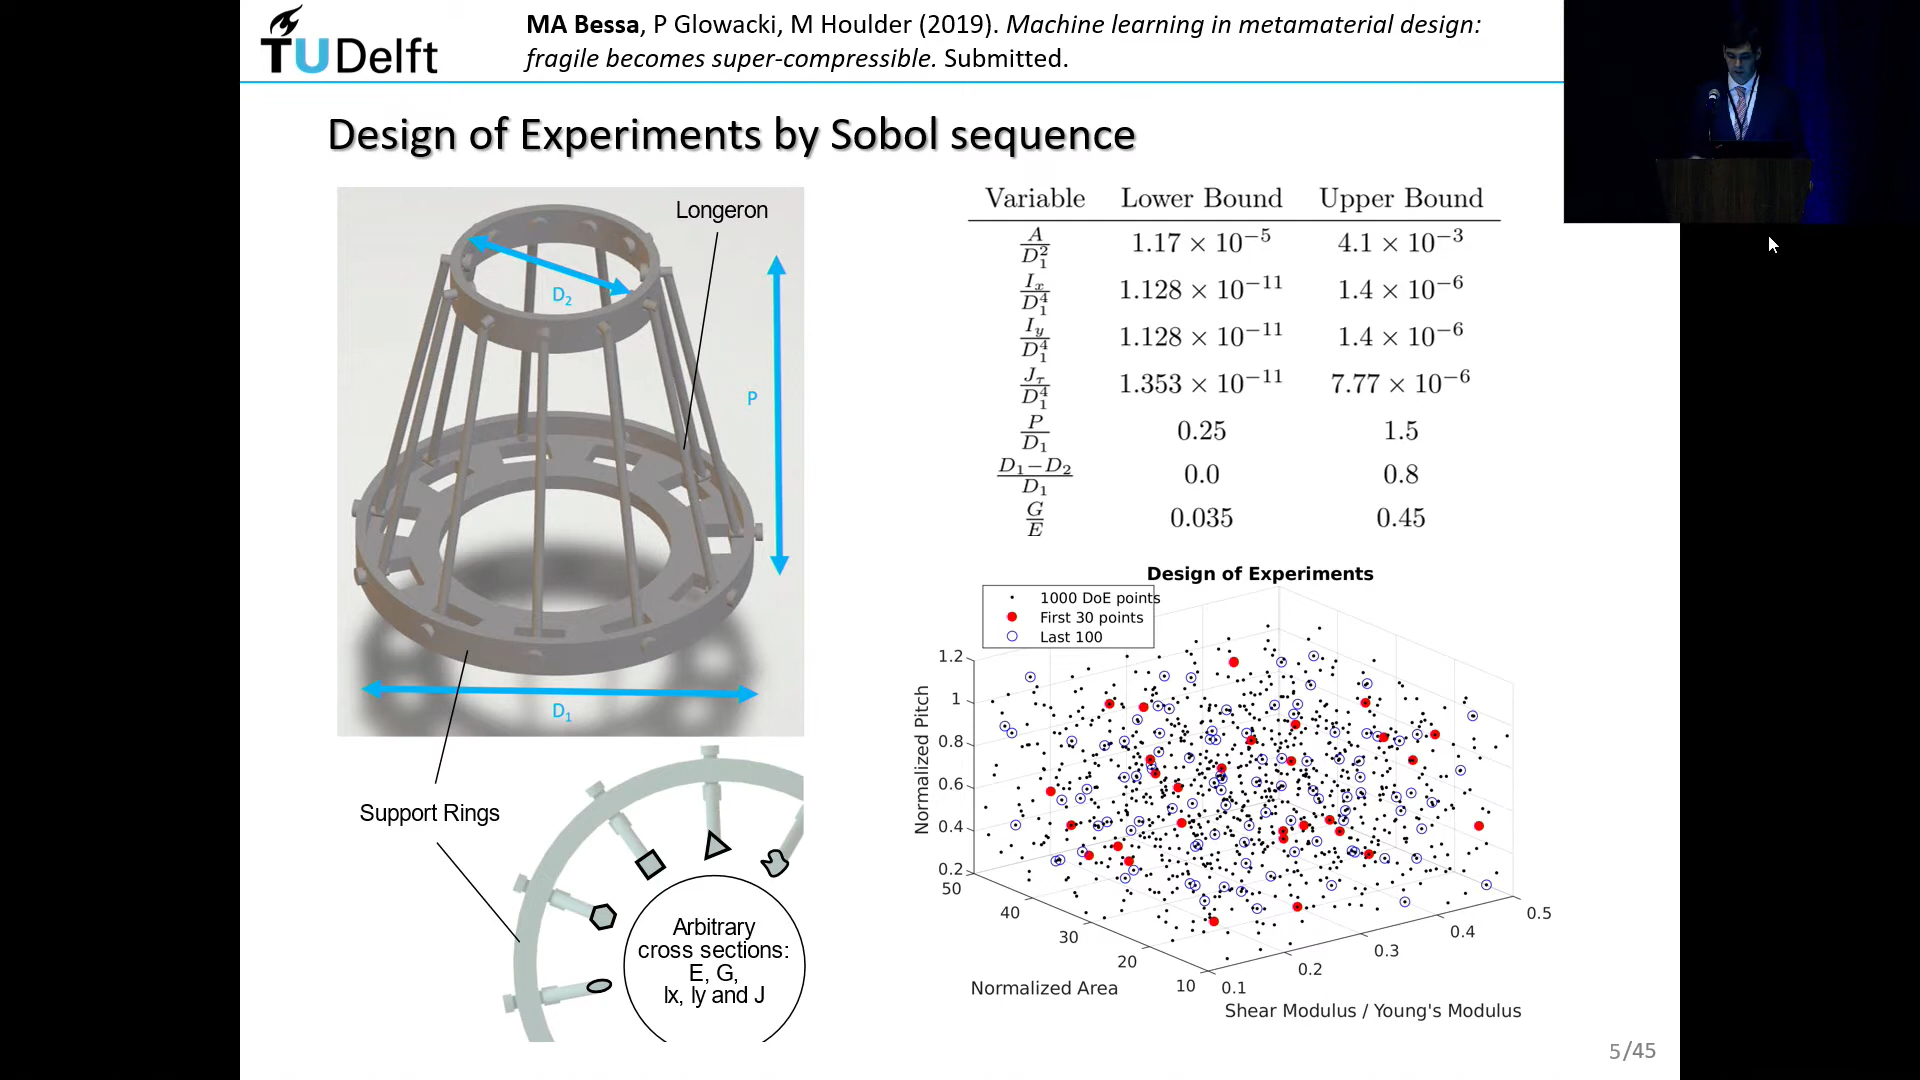 TUDelft
MA Bessa, P Glowacki, M Houlder (2019). Machine learning in metamaterial design:
fragile becomes super-compressible. Submitted.
Design of Experiments by Sobol sequence
Longeron
D₂
P
D₁
Support Rings
Arbitrary
cross sections:
E, G,
Ix, Iy and J
Variable Lower Bound Upper Bound
A/D₁² 1.17 × 10⁻⁵ 4.1 × 10⁻³
Iₓ/D₁⁴ 1.128 × 10⁻¹¹ 1.4 × 10⁻⁶
I_y/D₁⁴ 1.128 × 10⁻¹¹ 1.4 × 10⁻⁶
J_τ/D₁⁴ 1.353 × 10⁻¹¹ 7.77 × 10⁻⁶
P/D₁ 0.25 1.5
D₁−D₂/D₁ 0.0 0.8
G/E 0.035 0.45
Design of Experiments
1000 DoE points
First 30 points
Last 100
Normalized Pitch
1.2
1
0.8
0.6
0.4
0.2
50
40
30
20
10
Normalized Area
0.1
0.2
0.3
0.4
0.5
Shear Modulus / Young's Modulus
5/45